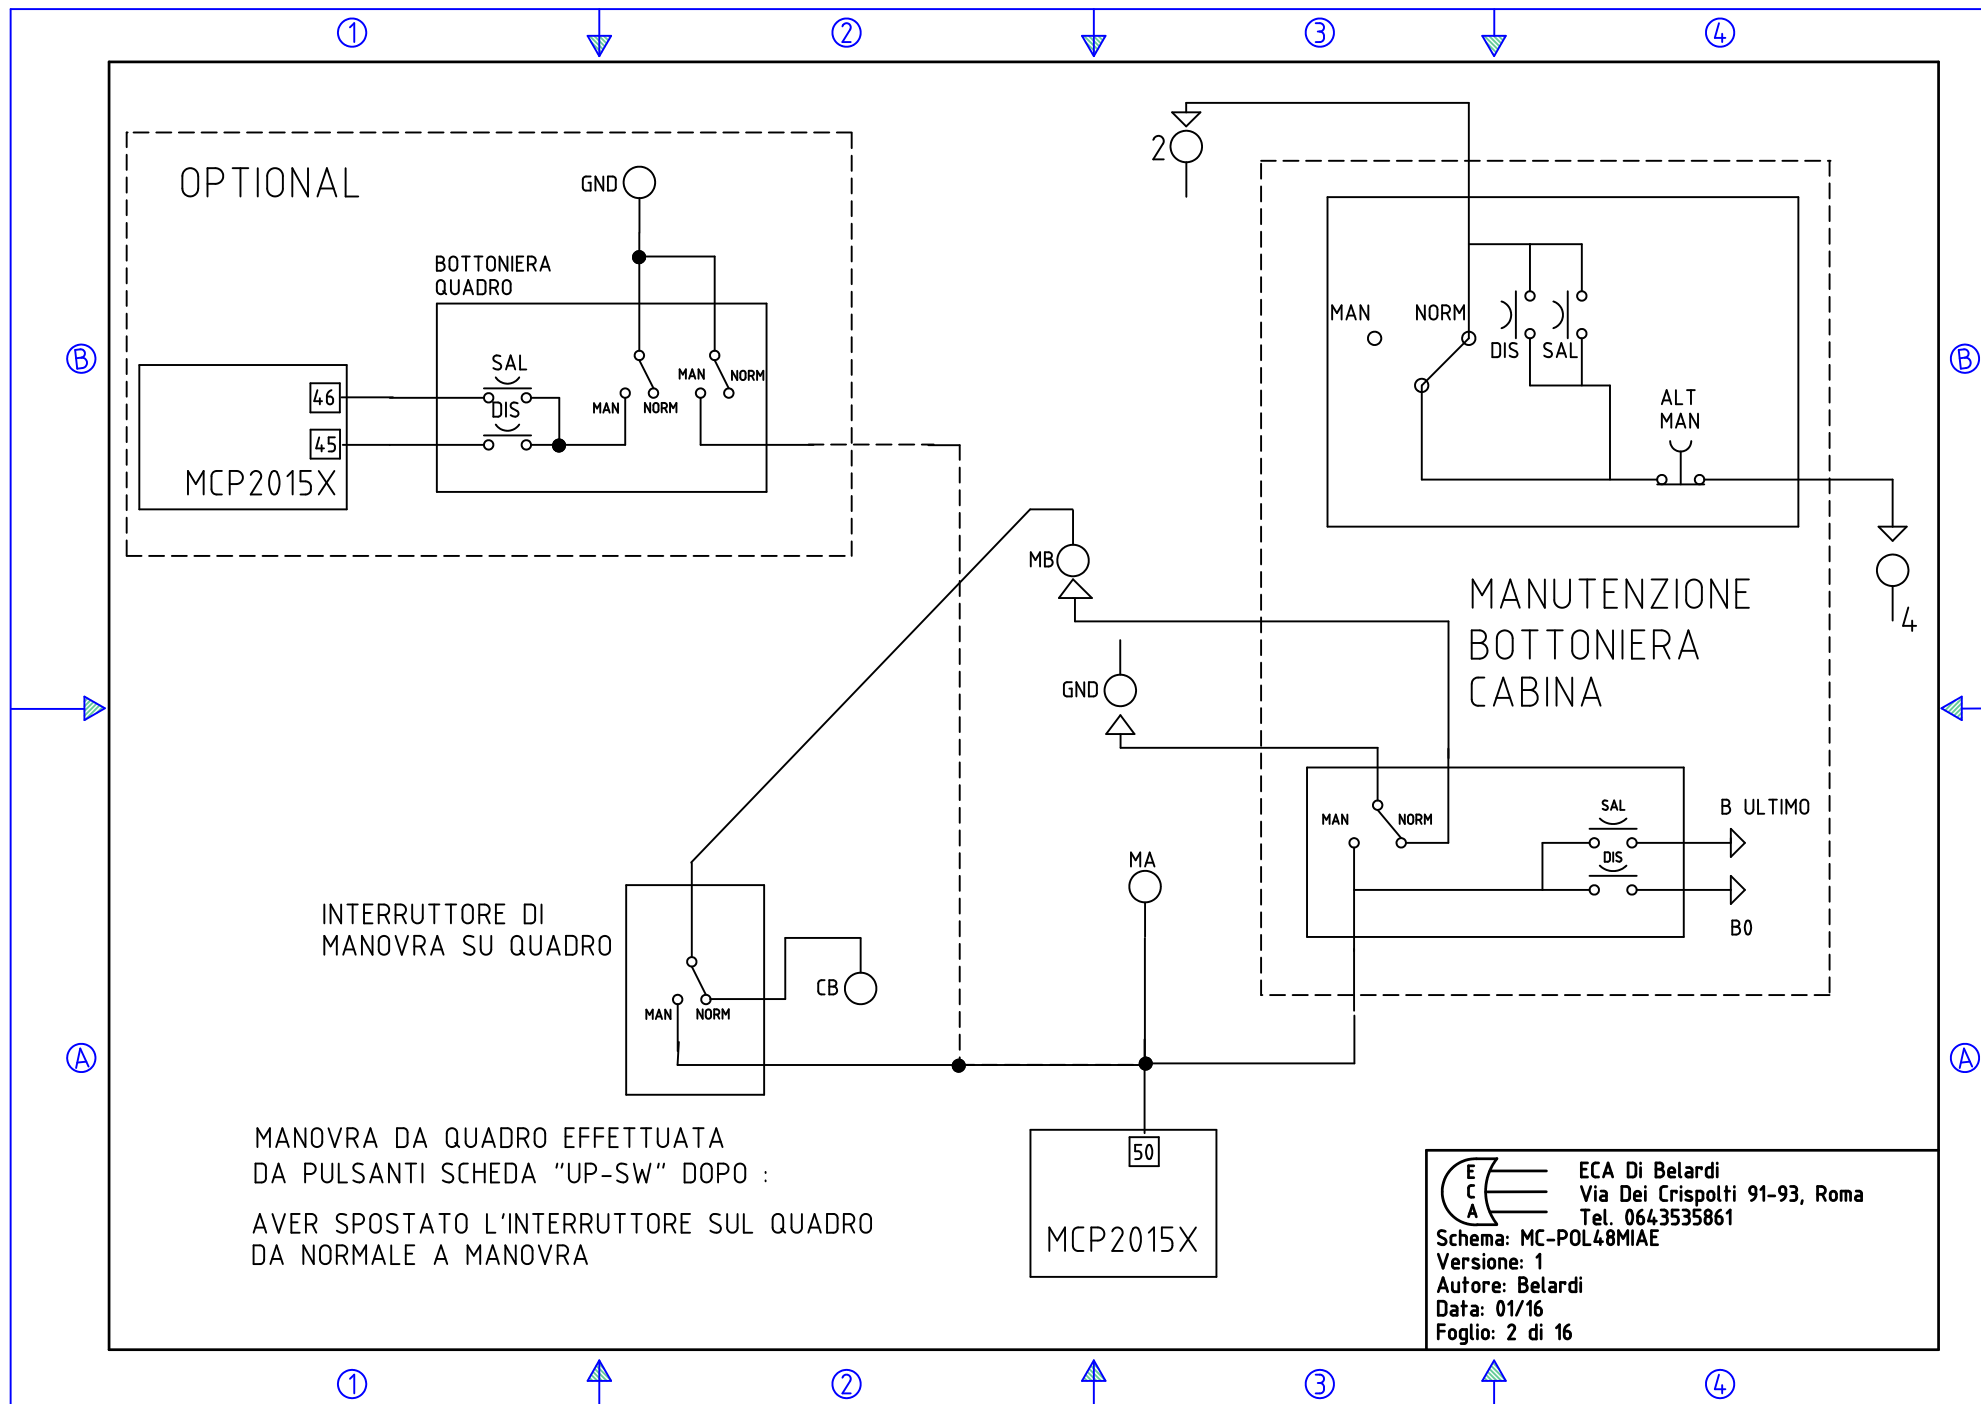 1 2 3 4
2
OPTIONAL
GND
BOTTONIERA
QUADRO
MAN NORM
B B
SAL
DIS SAL
MAN NORM
46
DIS
MAN NORM
ALT
MAN
45
MCP2015X
MB
MANUTENZIONE
4
BOTTONIERA
GND
CABINA
SAL
B ULTIMO
MAN NORM
MA
DIS
INTERRUTTORE DI
MANOVRA SU QUADRO
B0
CB
MAN NORM
A A
MANOVRA DA QUADRO EFFETTUATA
DA PULSANTI SCHEDA "UP-SW" DOPO :
50
AVER SPOSTATO L'INTERRUTTORE SUL QUADRO
DA NORMALE A MANOVRA
MCP2015X
E
C
A
ECA Di Belardi
Via Dei Crispolti 91-93, Roma
Tel. 0643535861
Schema: MC-POL48MIAE
Versione: 1
Autore: Belardi
Data: 01/16
Foglio: 2 di 16
1 2 3 4